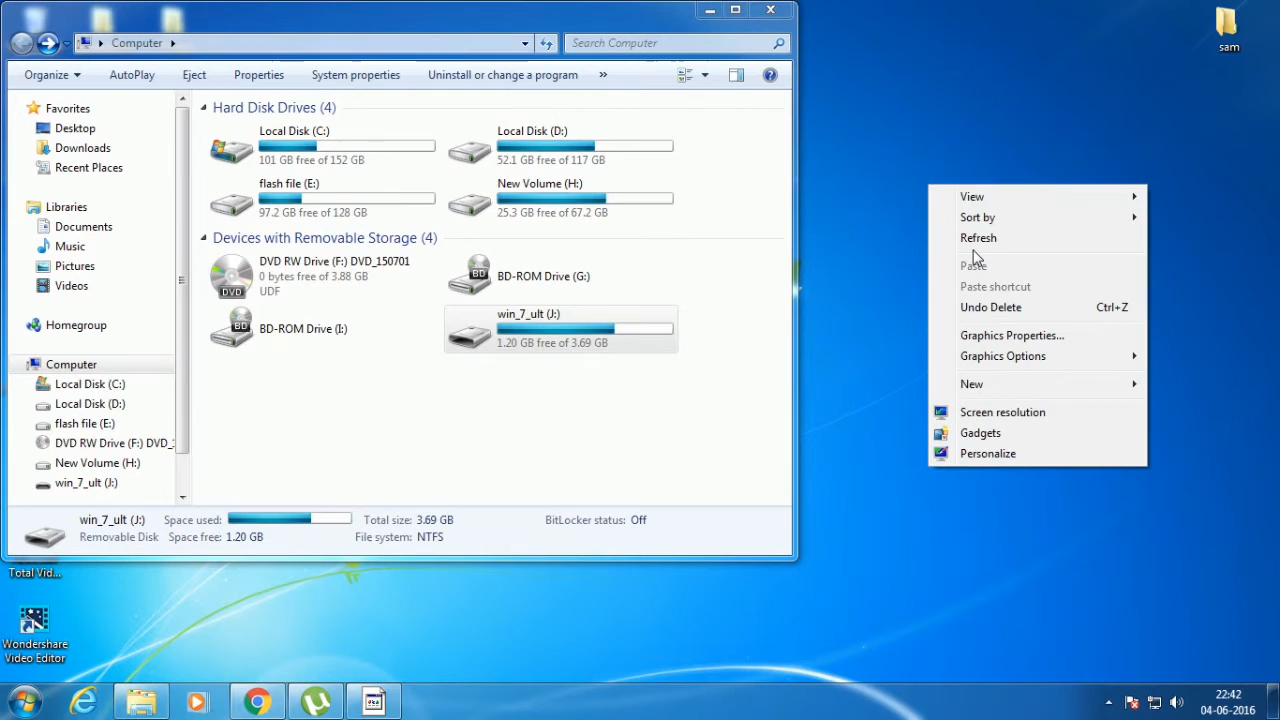 Computer
Search Computer
Organize
AutoPlay
Eject
Properties
System properties
Uninstall or change a program
»
Favorites
Desktop
Downloads
Recent Places
Libraries
Documents
Music
Pictures
Videos
Homegroup
Computer
Local Disk (C:)
Local Disk (D:)
flash file (E:)
DVD RW Drive (F:) DVD_1
New Volume (H:)
win_7_ult (J:)
Hard Disk Drives (4)
Local Disk (C:)
101 GB free of 152 GB
Local Disk (D:)
52.1 GB free of 117 GB
flash file (E:)
97.2 GB free of 128 GB
New Volume (H:)
25.3 GB free of 67.2 GB
Devices with Removable Storage (4)
DVD RW Drive (F:) DVD_150701
0 bytes free of 3.88 GB
UDF
DVD
BD-ROM Drive (G:)
BD
BD-ROM Drive (I:)
BD
win_7_ult (J:)
1.20 GB free of 3.69 GB
win_7_ult (J:)
Removable Disk
Space used:
Space free: 1.20 GB
Total size: 3.69 GB
File system: NTFS
BitLocker status: Off
sam
View
Sort by
Refresh
Paste
Paste shortcut
Undo Delete Ctrl+Z
Graphics Properties...
Graphics Options
New
Screen resolution
Gadgets
Personalize
Total Vid...
Wondershare
Video Editor
22:42
04-06-2016